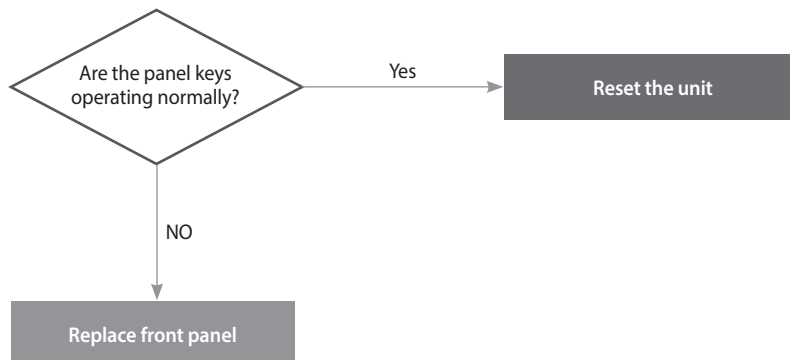 Are the panel keys
operating normally?
Yes
Reset the unit
NO
Replace front panel